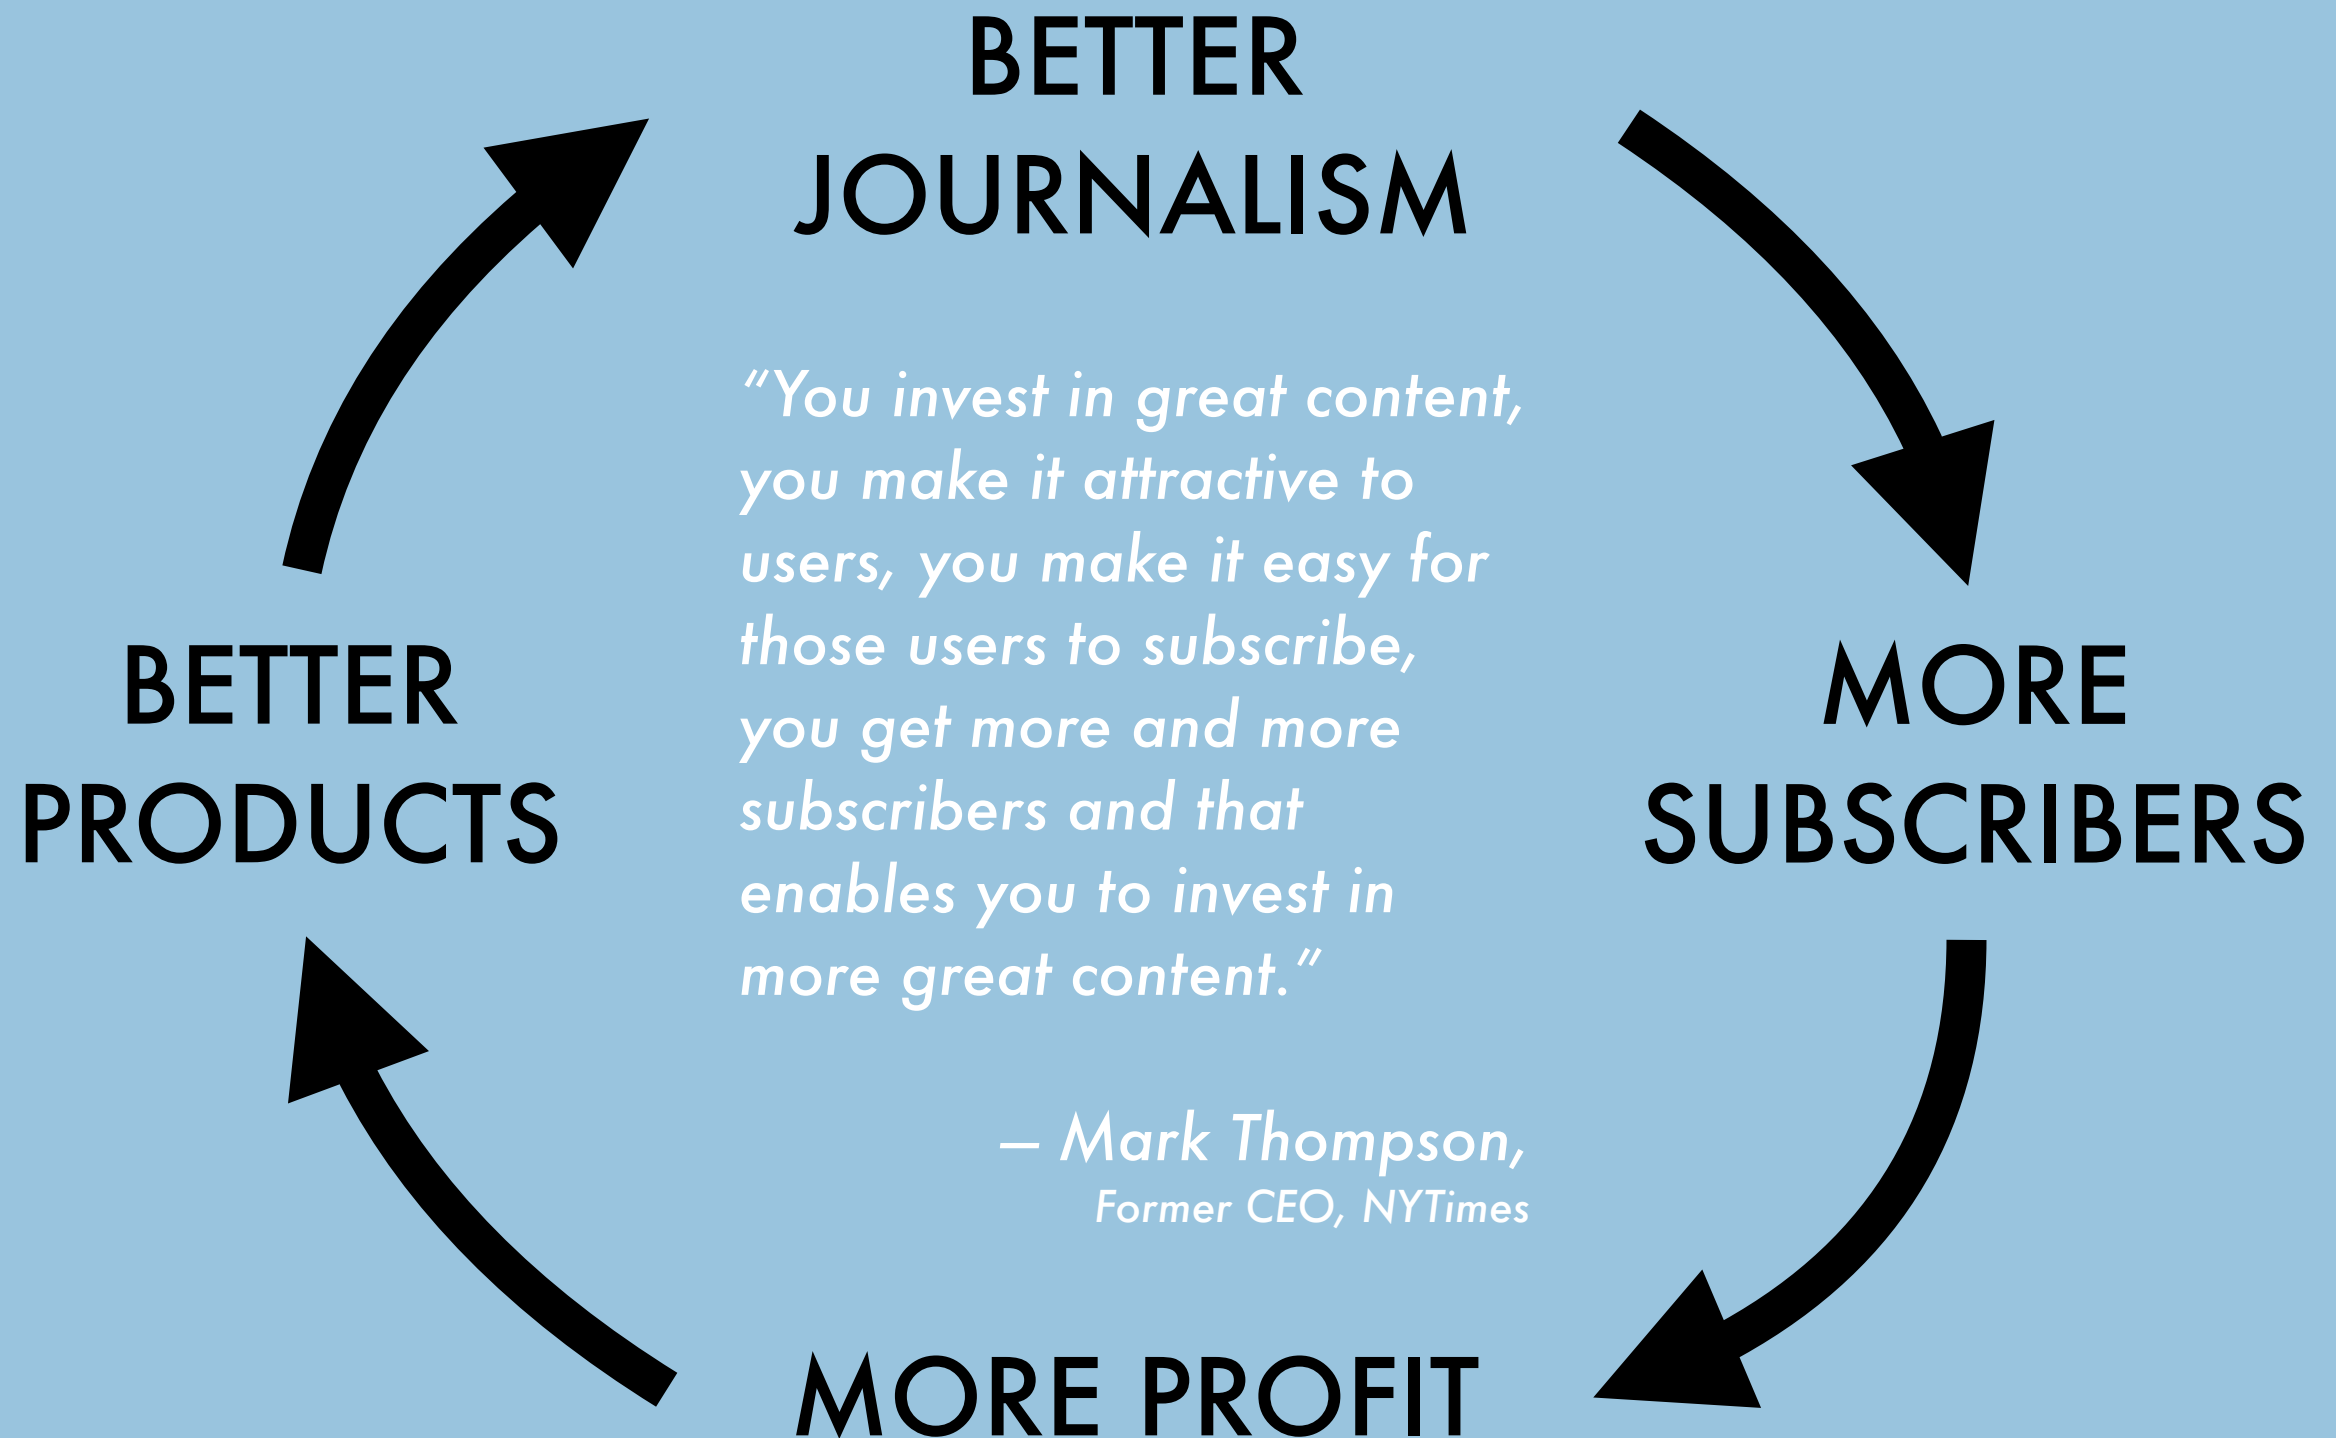 BETTER
JOURNALISM
“You invest in great content,
you make it attractive to
users, you make it easy for
those users to subscribe,
you get more and more
subscribers and that
enables you to invest in
more great content.”
— Mark Thompson,
Former CEO, NYTimes
BETTER
PRODUCTS
MORE
SUBSCRIBERS
MORE PROFIT